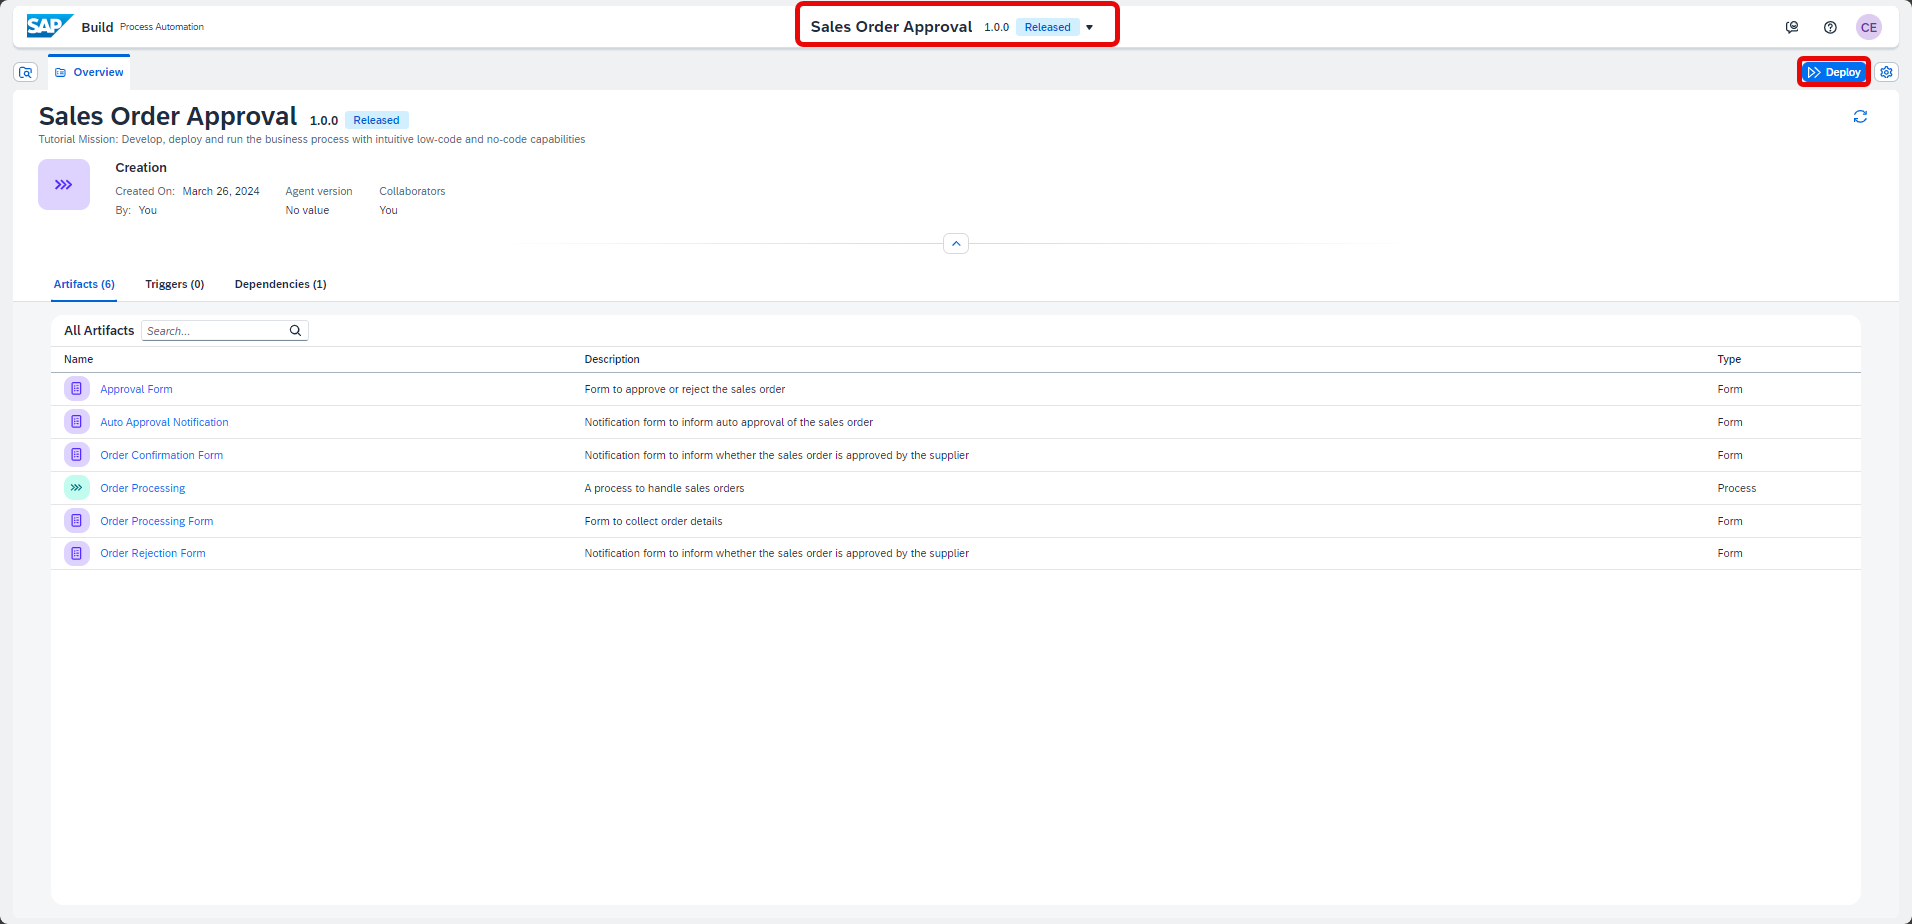 SAP Build Process Automation
Sales Order Approval 1.0.0 Released
CE
Overview
Deploy
Sales Order Approval 1.0.0 Released
Tutorial Mission: Develop, deploy and run the business process with intuitive low-code and no-code capabilities
Creation
Created On: March 26, 2024 Agent version Collaborators
By: You No value You
Artifacts (6) Triggers (0) Dependencies (1)
All Artifacts Search...
Name Description Type
Approval Form Form to approve or reject the sales order Form
Auto Approval Notification Notification form to inform auto approval of the sales order Form
Order Confirmation Form Notification form to inform whether the sales order is approved by the supplier Form
Order Processing A process to handle sales orders Process
Order Processing Form Form to collect order details Form
Order Rejection Form Notification form to inform whether the sales order is approved by the supplier Form